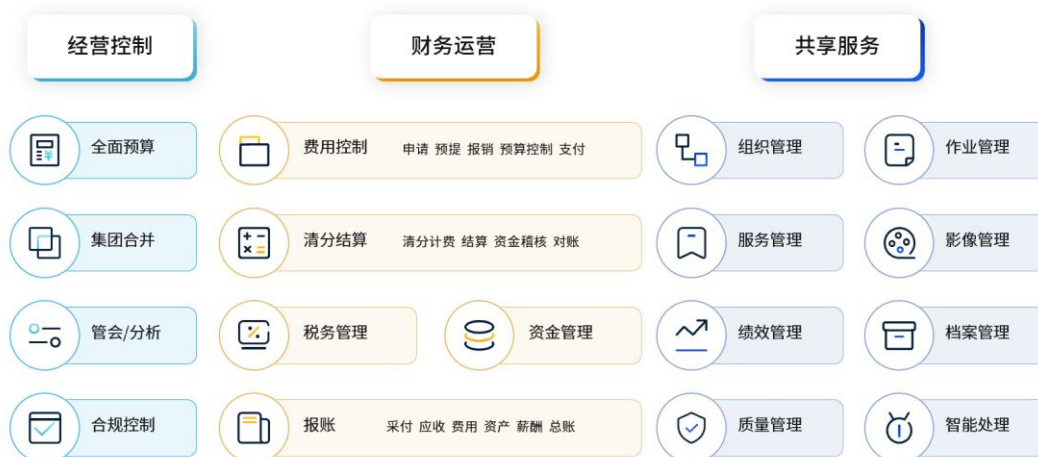 经营控制
财务运营
共享服务
全面预算
费用控制 申请 预提 报销 预算控制 支付
组织管理
作业管理
集团合并
清分结算 清分计费 结算 资金稽核 对账
服务管理
影像管理
管会/分析
税务管理
资金管理
绩效管理
档案管理
合规控制
报账 采付 应收 费用 资产 薪酬 总账
质量管理
智能处理